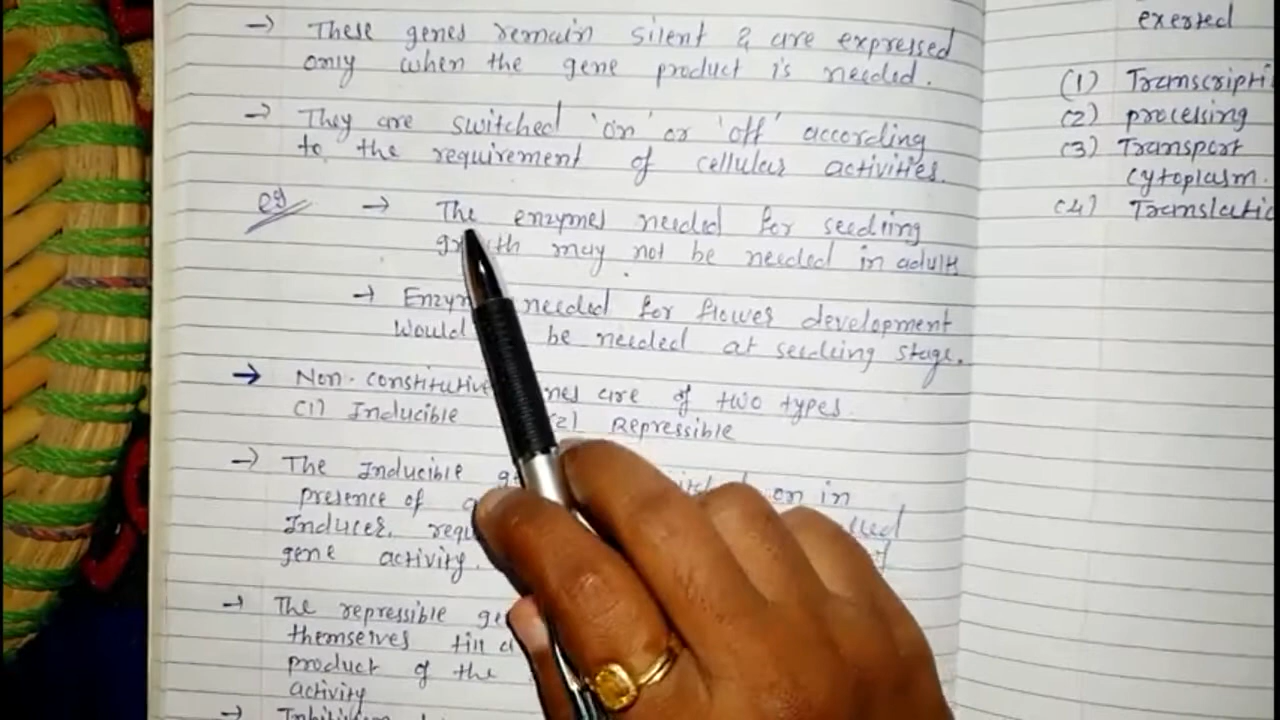 → These genes remain silent & are expressed
only when the gene product is needed.
→ They are switched 'on' or 'off' according
to the requirement of cellular activities.
eg → The enzymes needed for seedling
growth may not be needed in adult
→ needed for flower development
Would be needed at seedling stage.
→ Non-constitutive are of two types.
(1) Inducible (2) Repressible
→ The Inducible on in
presence of
Inducer,
gene activity.
→ The repressible
themselves till
product of the
activity
→
exerted
(1)
(2) processing
(3) Transport
cytoplasm.
(4)